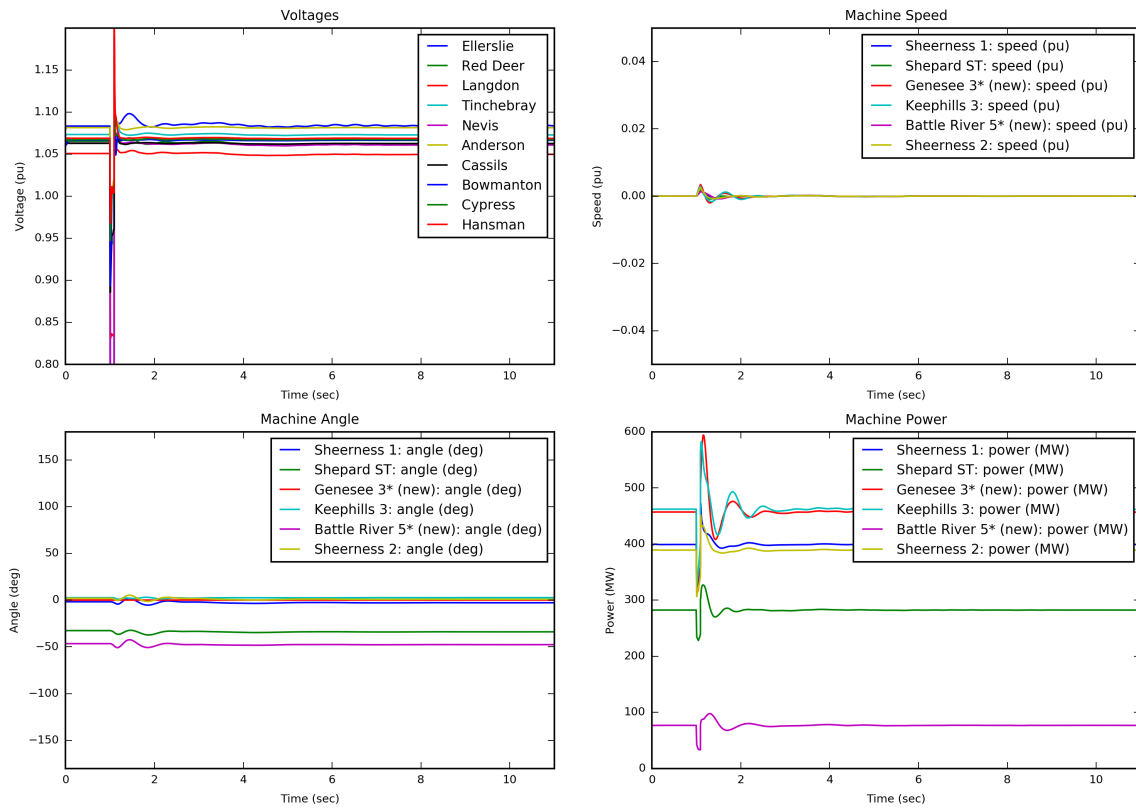 Voltages
1.15
1.10
1.05
1.00
0.95
0.90
0.85
0.80
Voltage (pu)
Ellerslie
Red Deer
Langdon
Tinchebray
Nevis
Anderson
Cassils
Bowmanton
Cypress
Hansman
0 2 4 6 8 10
Time (sec)
Machine Speed
0.04
0.02
0.00
−0.02
−0.04
Speed (pu)
Sheerness 1: speed (pu)
Shepard ST: speed (pu)
Genesee 3* (new): speed (pu)
Keephills 3: speed (pu)
Battle River 5* (new): speed (pu)
Sheerness 2: speed (pu)
0 2 4 6 8 10
Time (sec)
Machine Angle
150
100
50
0
−50
−100
−150
Angle (deg)
Sheerness 1: angle (deg)
Shepard ST: angle (deg)
Genesee 3* (new): angle (deg)
Keephills 3: angle (deg)
Battle River 5* (new): angle (deg)
Sheerness 2: angle (deg)
0 2 4 6 8 10
Time (sec)
Machine Power
600
500
400
300
200
100
0
Power (MW)
Sheerness 1: power (MW)
Shepard ST: power (MW)
Genesee 3* (new): power (MW)
Keephills 3: power (MW)
Battle River 5* (new): power (MW)
Sheerness 2: power (MW)
0 2 4 6 8 10
Time (sec)